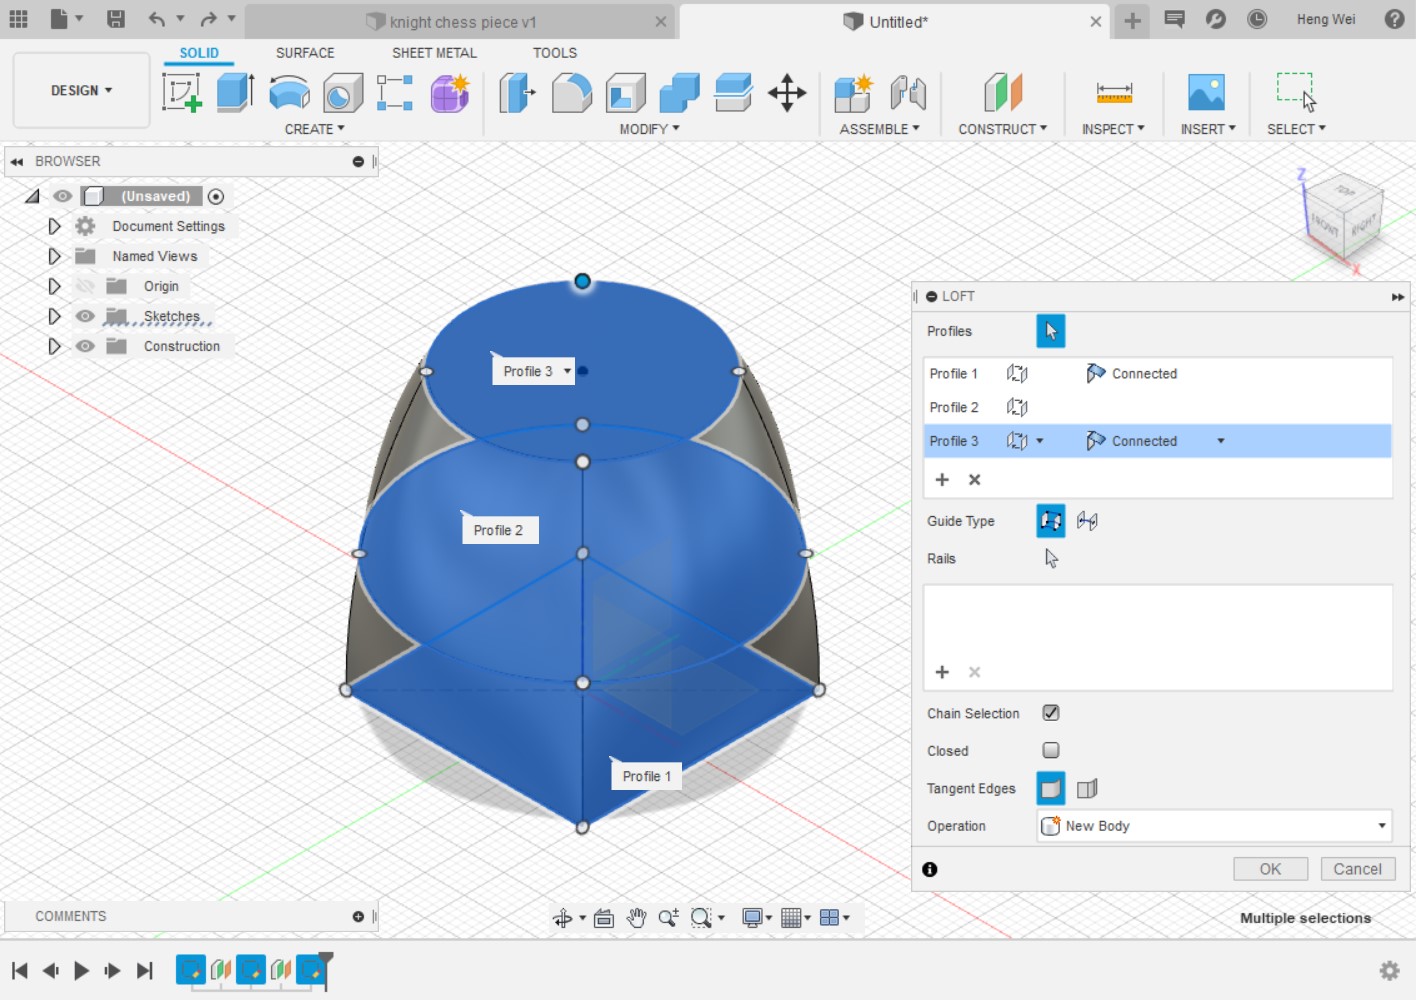 knight chess piece v1
Untitled*
Heng Wei
SOLID
SURFACE
SHEET METAL
TOOLS
DESIGN
CREATE
MODIFY
ASSEMBLE
CONSTRUCT
INSPECT
INSERT
SELECT
BROWSER
(Unsaved)
Document Settings
Named Views
Origin
Sketches
Construction
Z
TOP
FRONT
RIGHT
X
Profile 3
Profile 2
Profile 1
LOFT
Profiles
Profile 1 Connected
Profile 2
Profile 3 Connected
Guide Type
Rails
Chain Selection
Closed
Tangent Edges
Operation New Body
OK Cancel
COMMENTS
Multiple selections